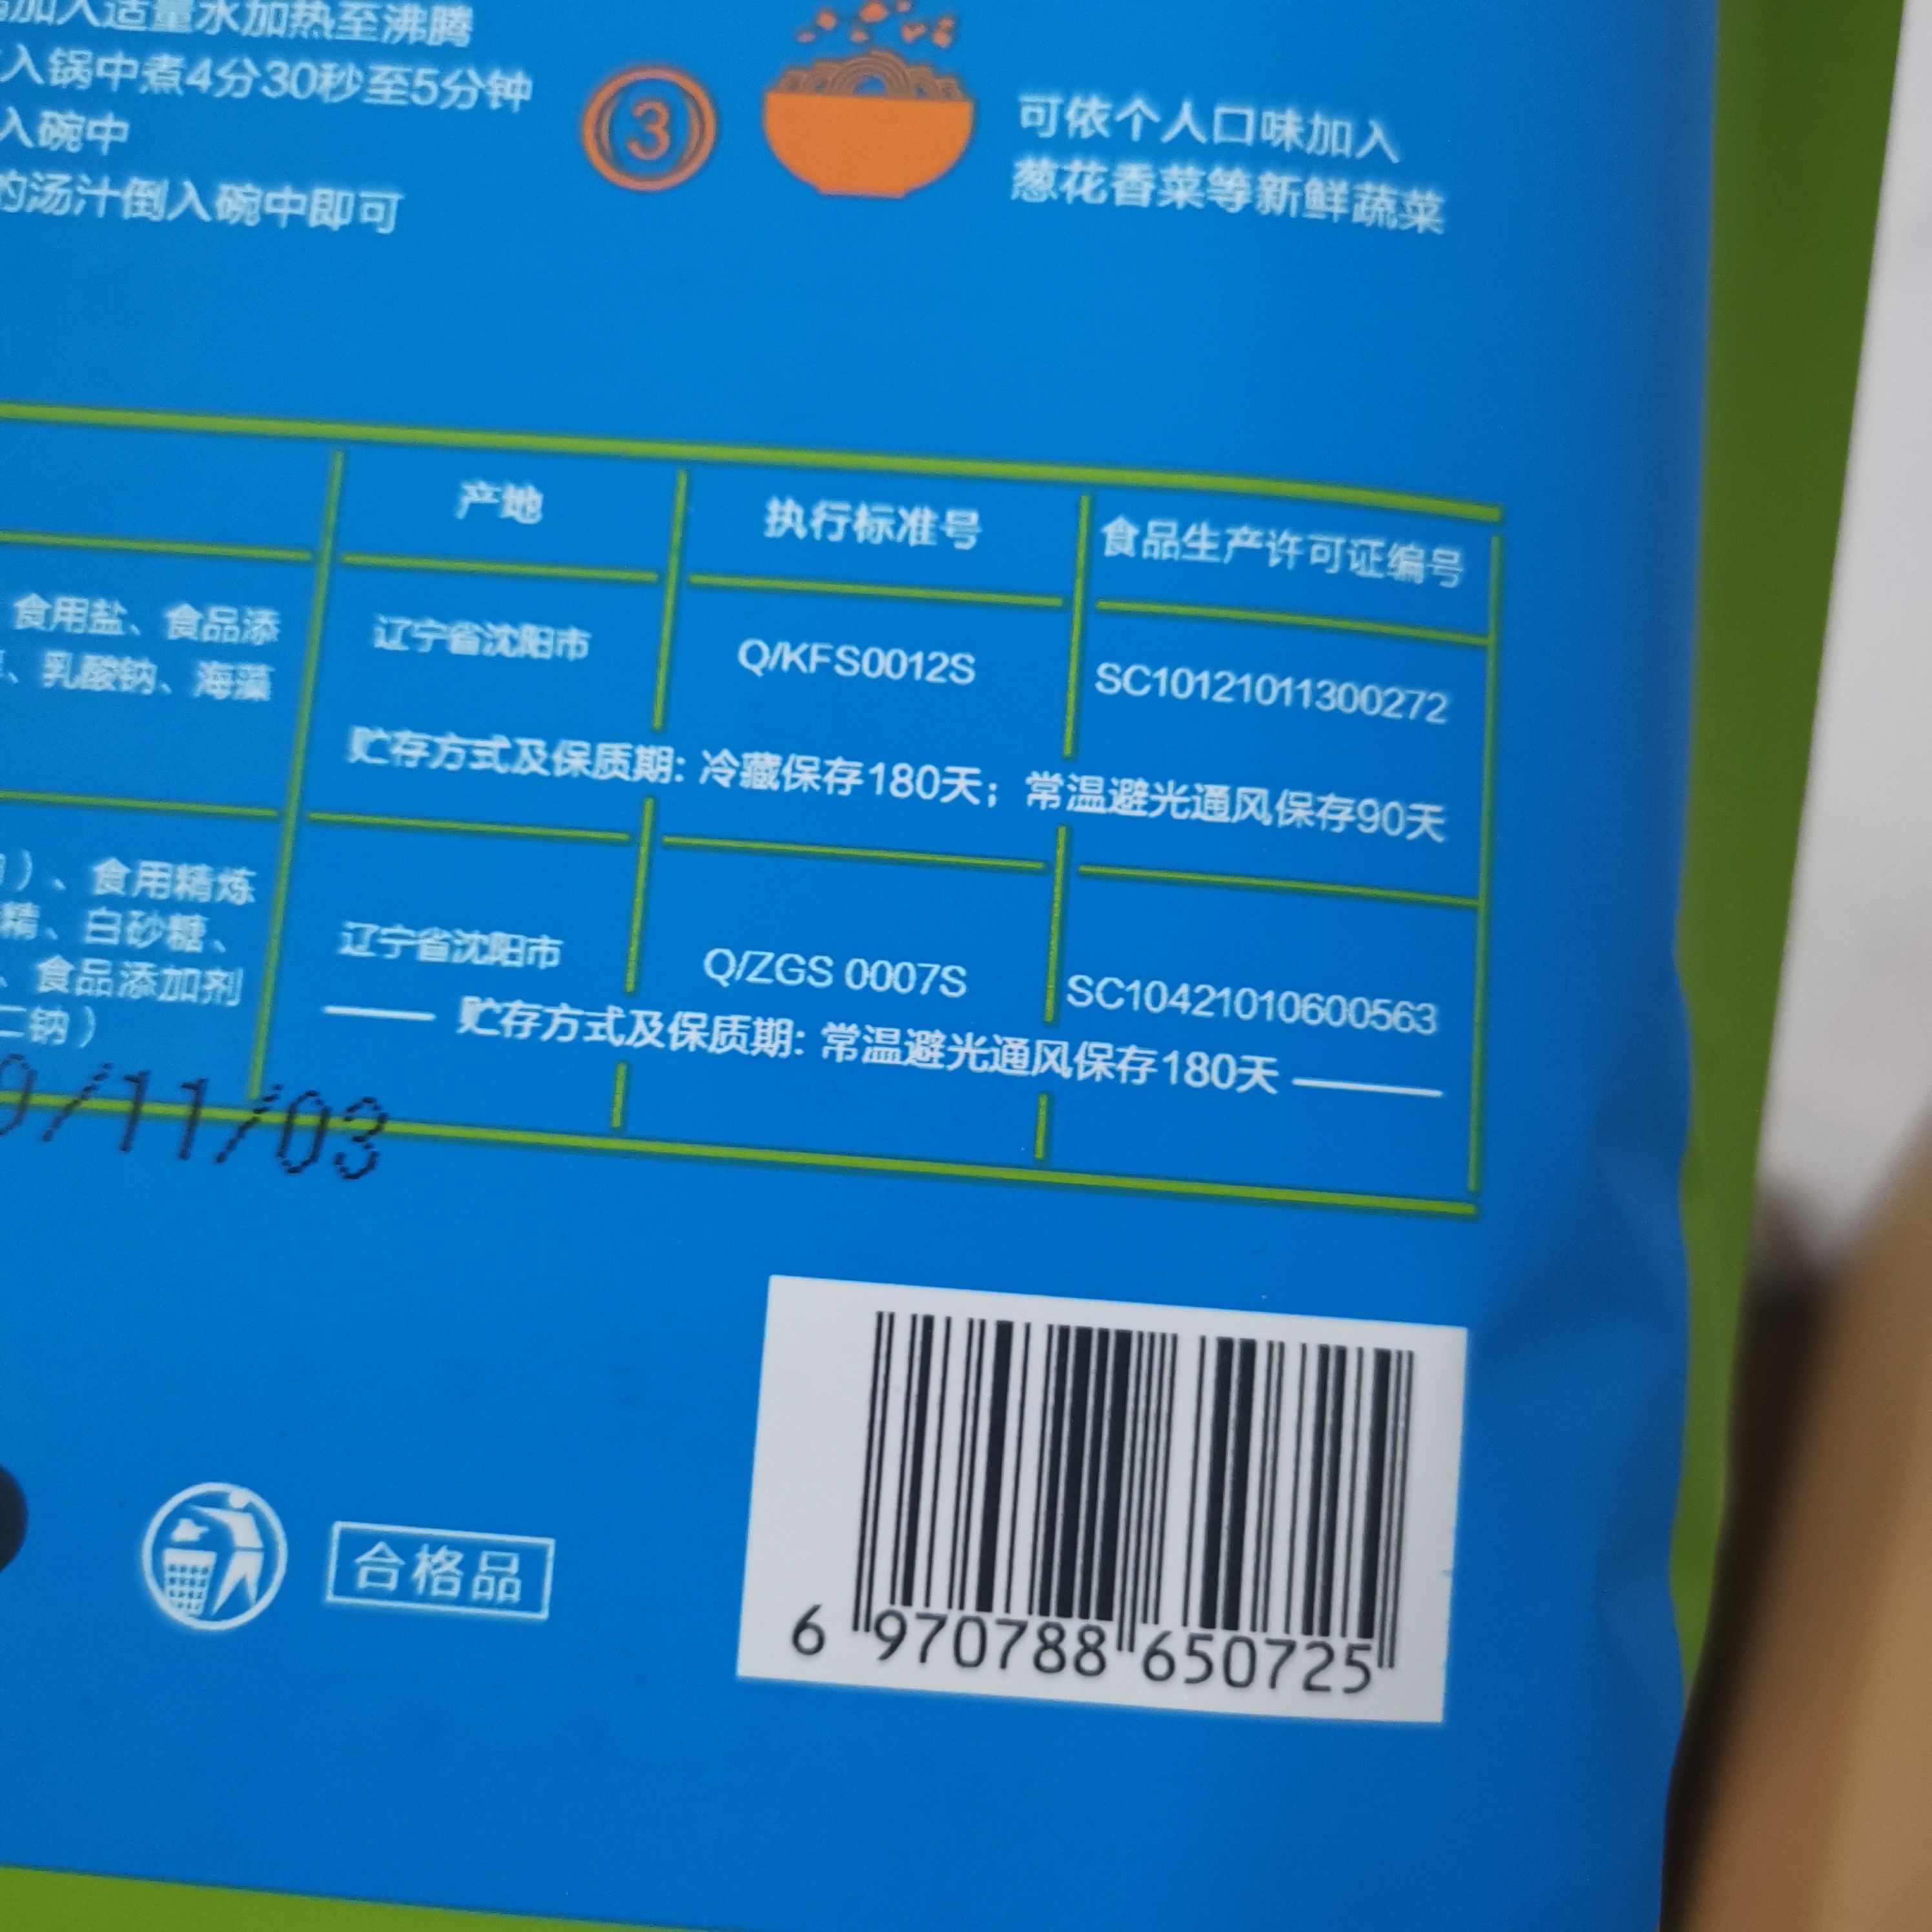 加入适量水加热至沸腾
入锅中煮4分30秒至5分钟
入碗中
的汤汁倒入碗中即可
③
可依个人口味加入
葱花香菜等新鲜蔬菜
产地
执行标准号
食品生产许可证编号
食用盐、食品添
、乳酸钠、海藻
辽宁省沈阳市
Q/KFS0012S
SC10121011300272
贮存方式及保质期: 冷藏保存180天；常温避光通风保存90天
）、食用精炼
精、白砂糖、
、食品添加剂
二钠）
辽宁省沈阳市
Q/ZGS 0007S
SC10421010600563
贮存方式及保质期: 常温避光通风保存180天
9/11/03
合格品
6 970788 650725